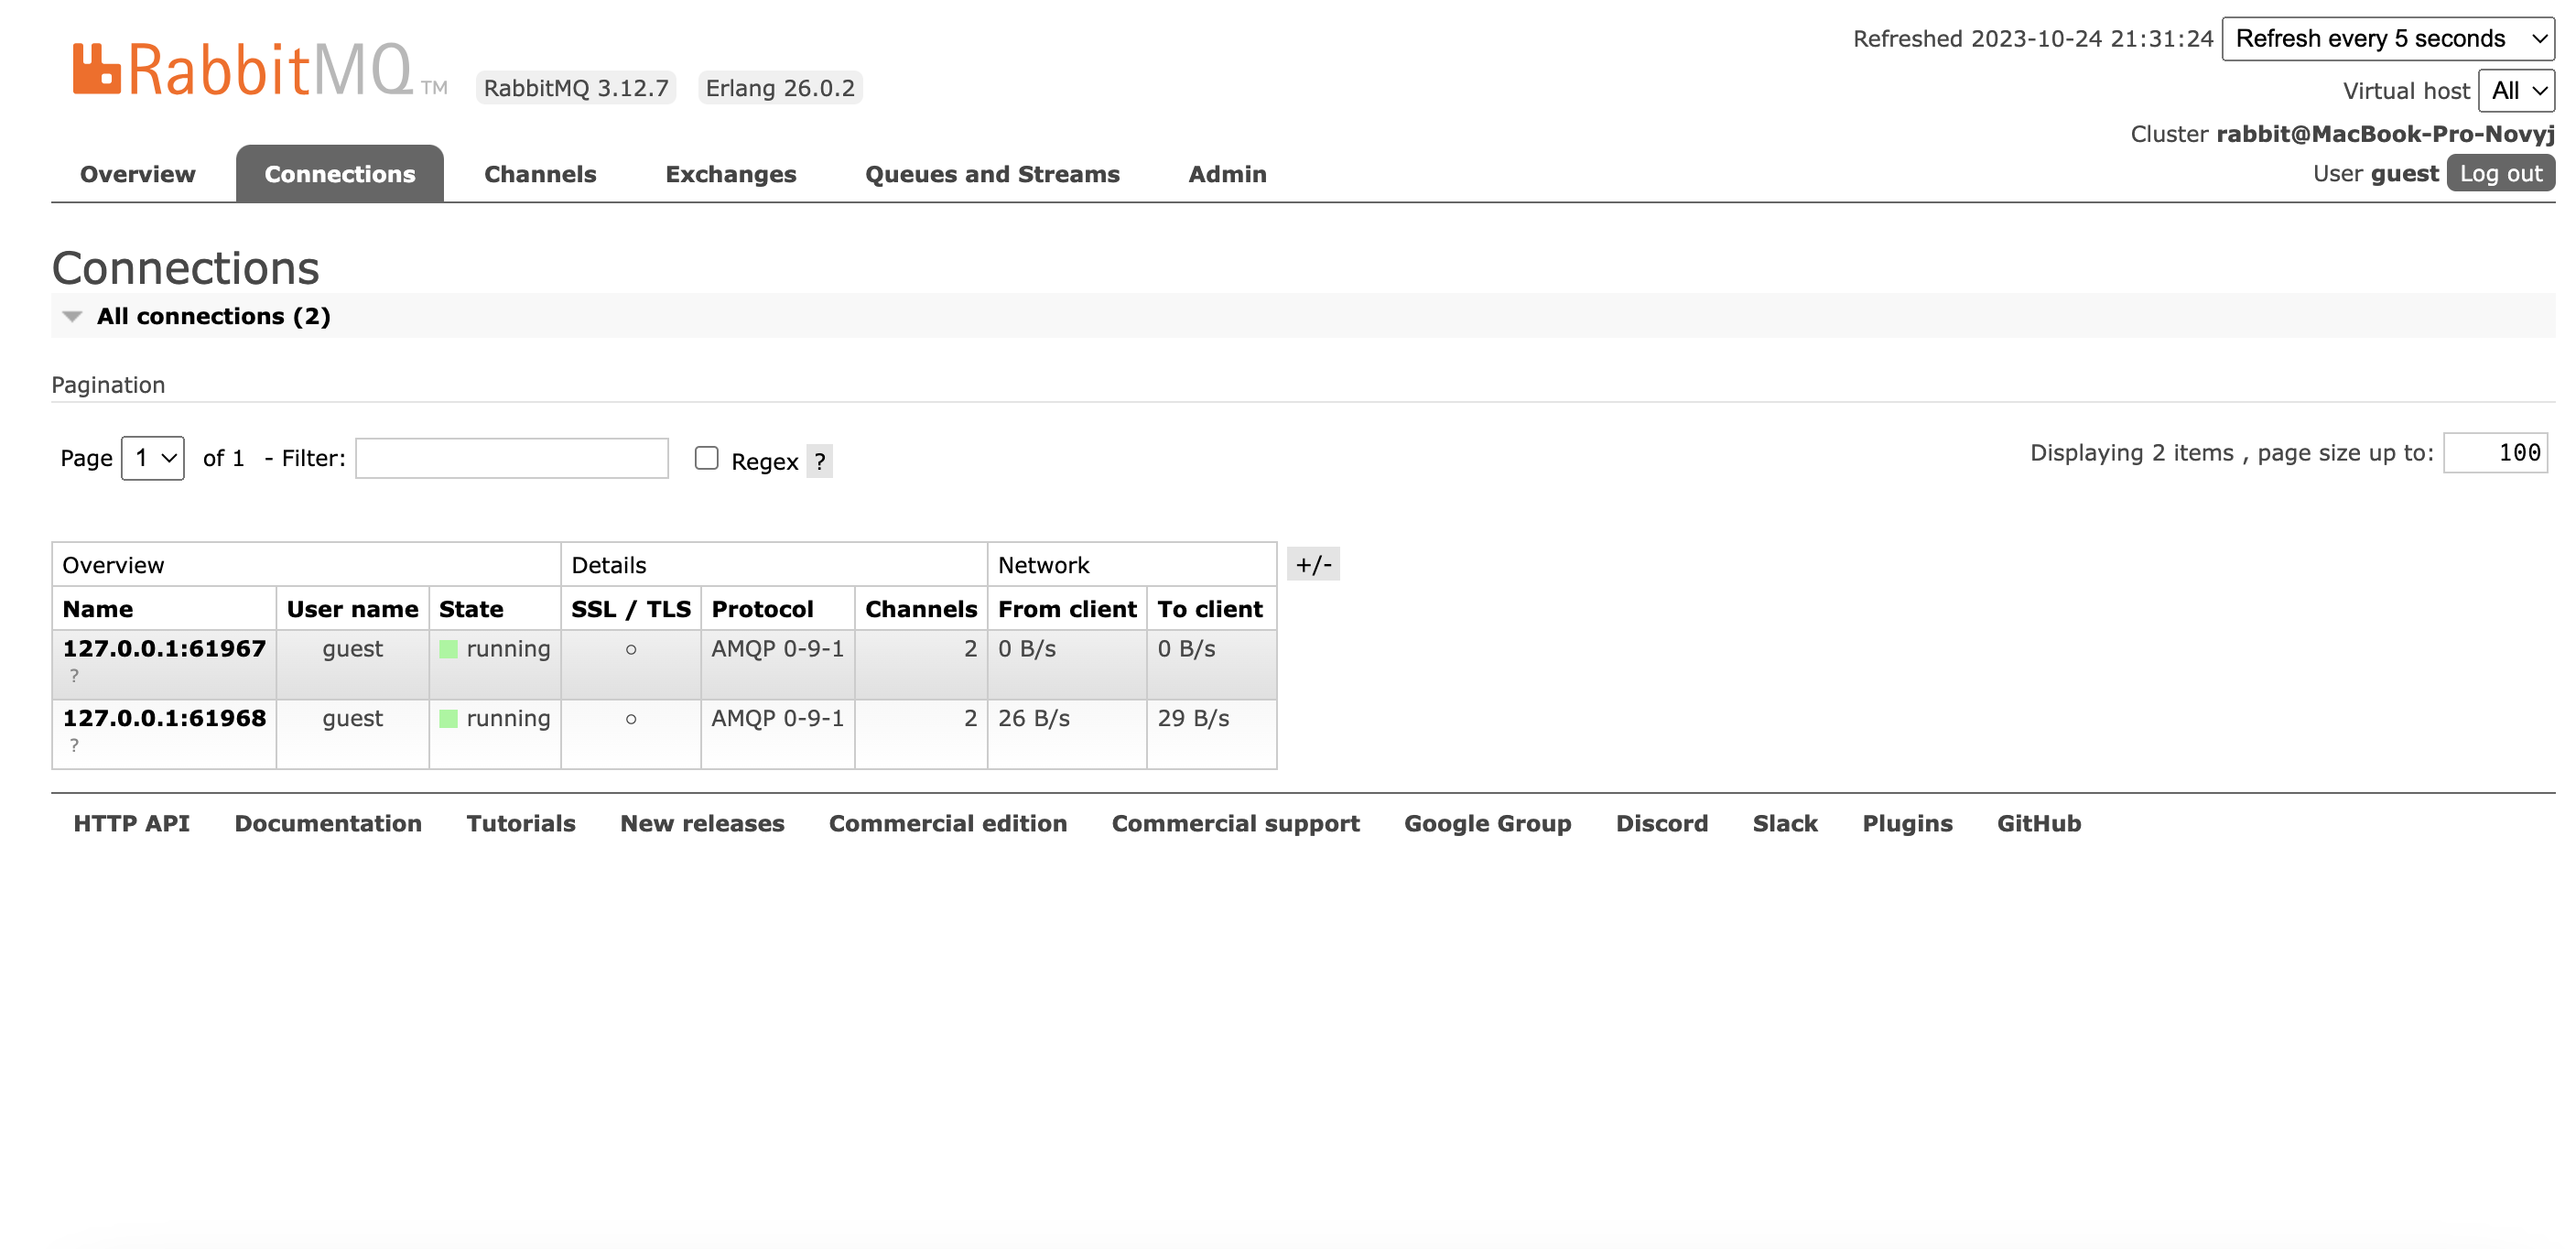 RabbitMQ TM RabbitMQ 3.12.7 Erlang 26.0.2
Refreshed 2023-10-24 21:31:24 Refresh every 5 seconds
Virtual host All
Cluster rabbit@MacBook-Pro-Novyj
User guest Log out
Overview Connections Channels Exchanges Queues and Streams Admin
Connections
All connections (2)
Pagination
Page 1 of 1 - Filter: Regex ? Displaying 2 items , page size up to: 100
Overview Details Network +/-
Name User name State SSL / TLS Protocol Channels From client To client
127.0.0.1:61967 guest running ○ AMQP 0-9-1 2 0 B/s 0 B/s
?
127.0.0.1:61968 guest running ○ AMQP 0-9-1 2 26 B/s 29 B/s
?
HTTP API Documentation Tutorials New releases Commercial edition Commercial support Google Group Discord Slack Plugins GitHub